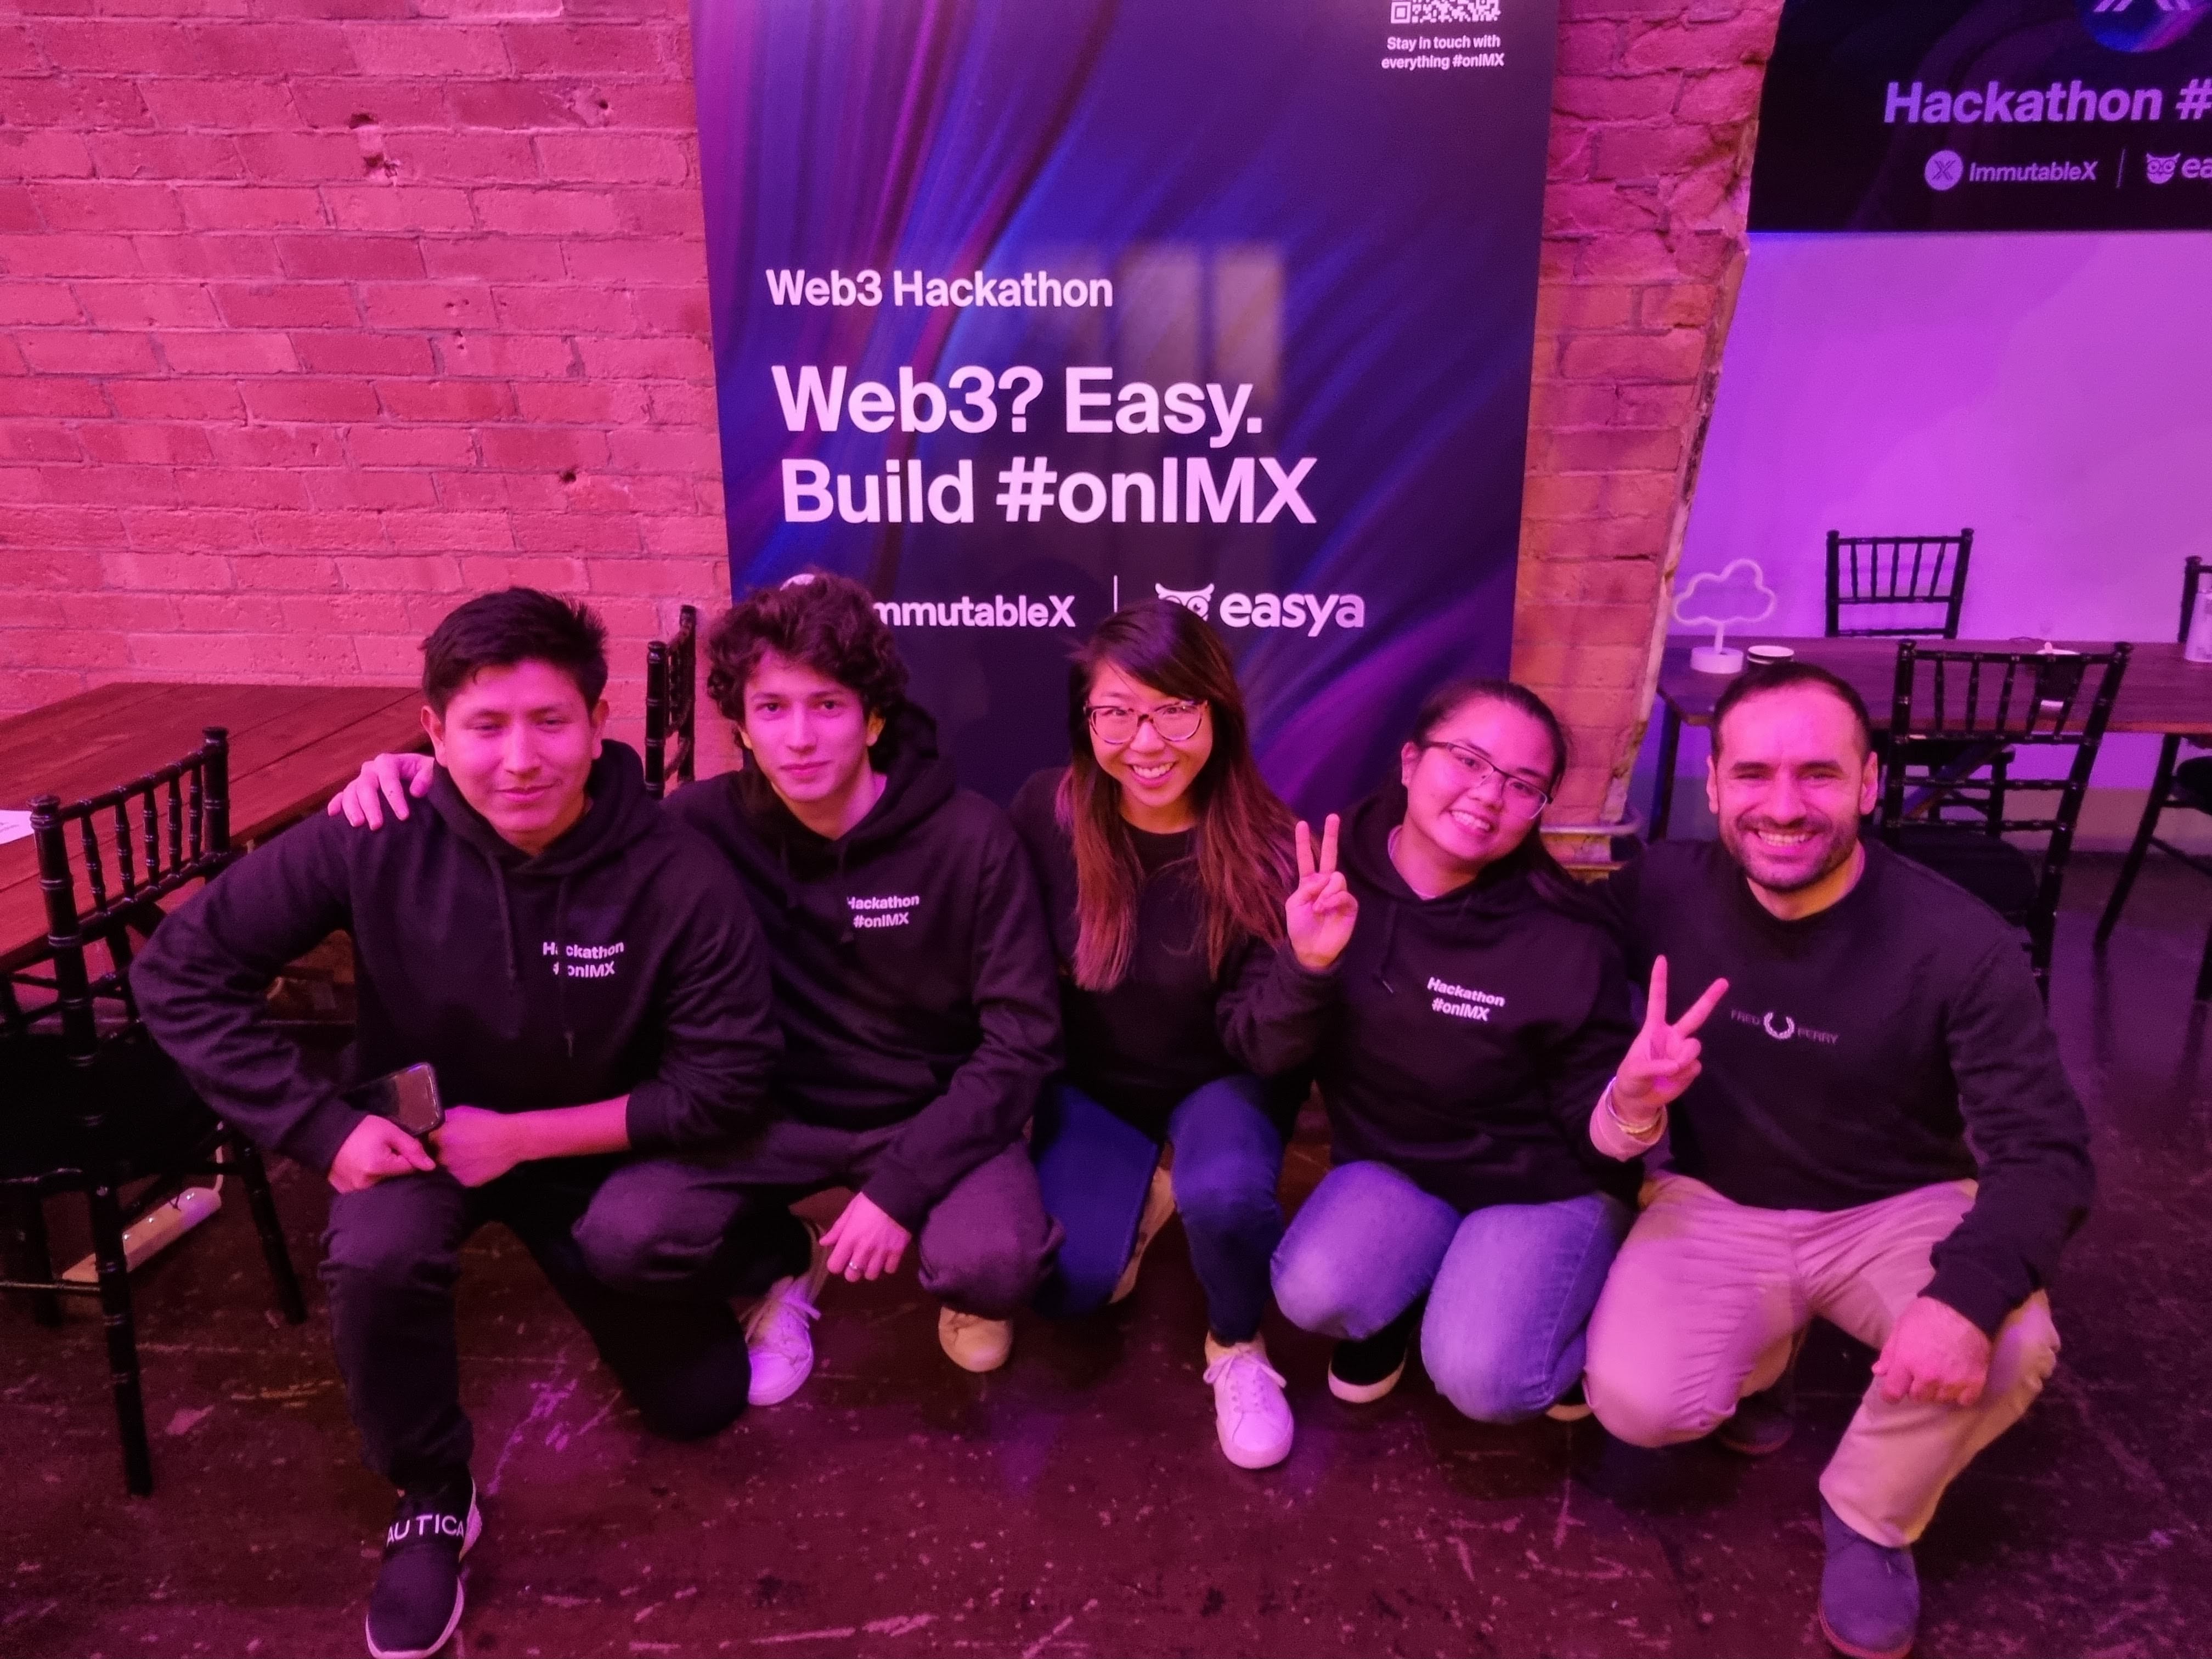 Stay in touch with
everything #onIMX
Web3 Hackathon
Web3? Easy.
Build #onIMX
mmutableX
easya
Hackathon #
ImmutableX
ea
Hackathon
#onIMX
Hackathon
#onIMX
Hackathon
#onIMX
FRED PERRY
AUTICA